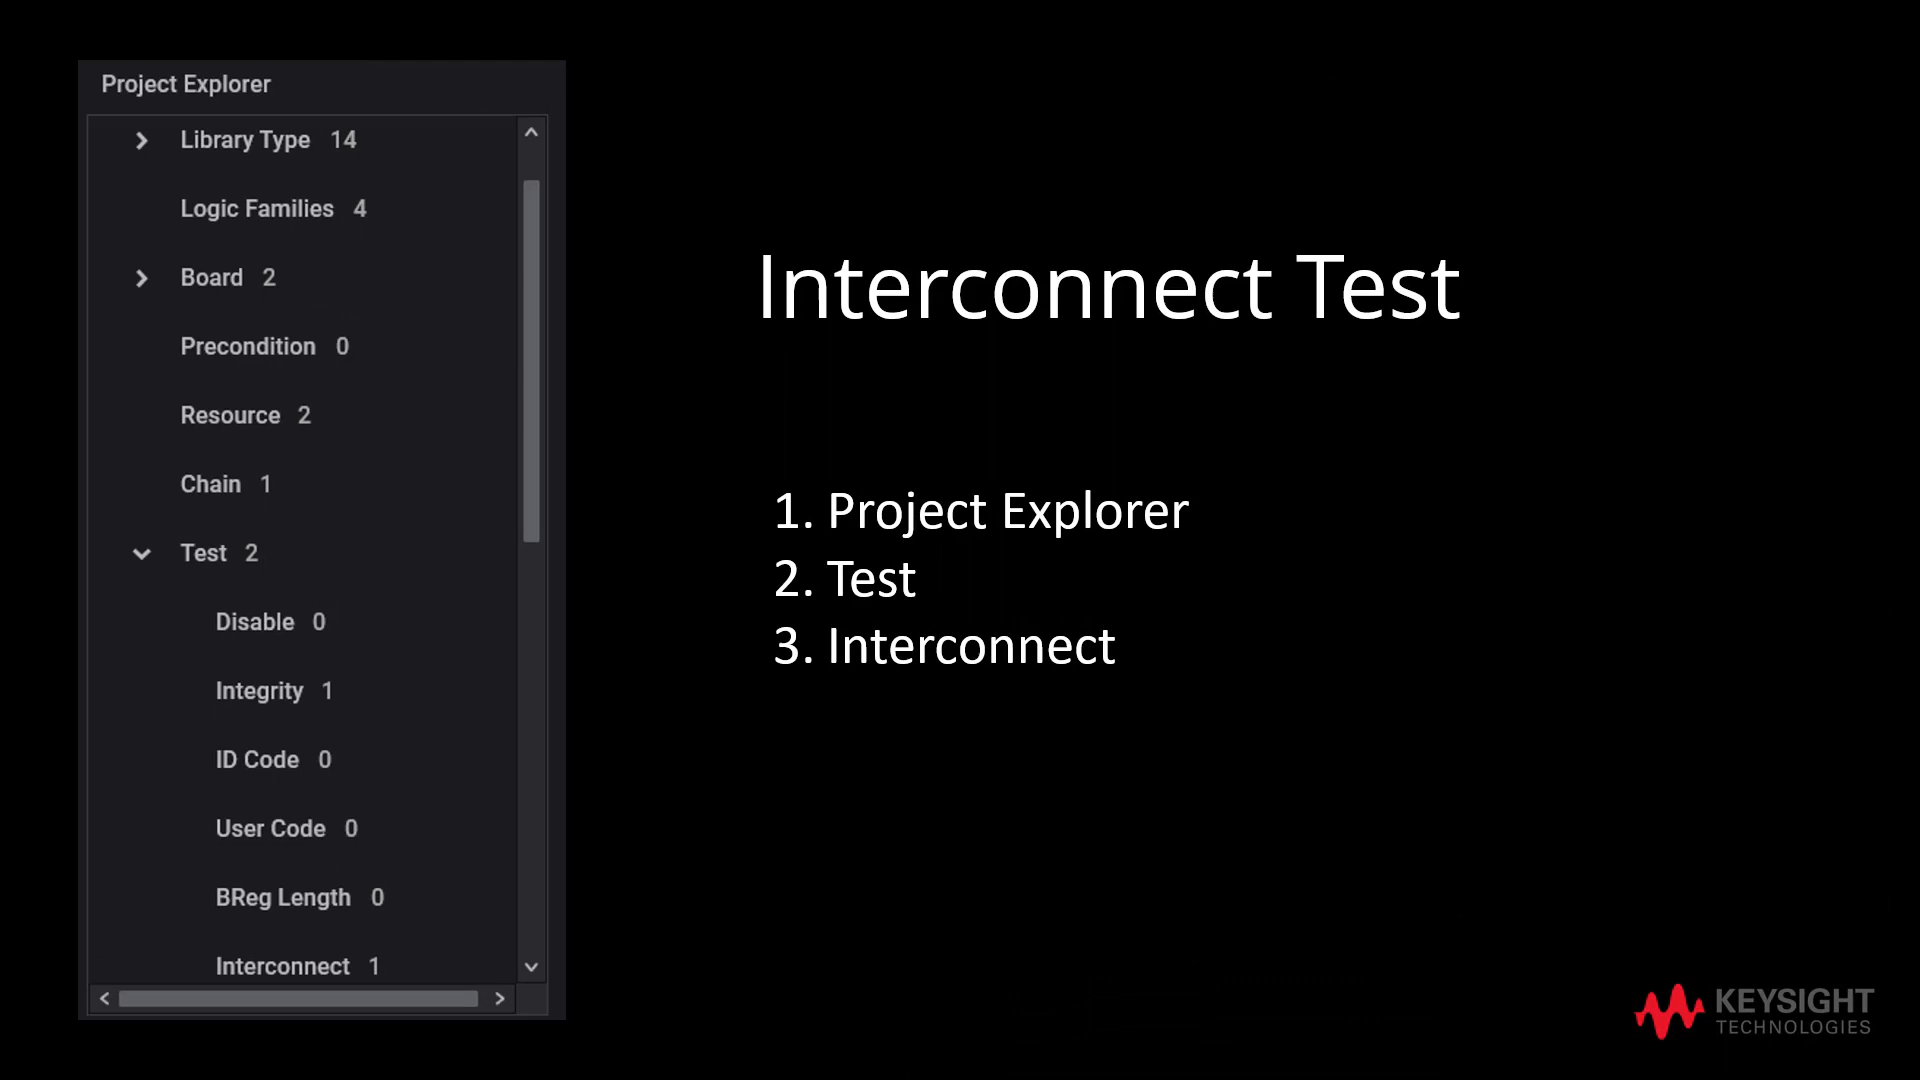 Project Explorer
Library Type 14
Logic Families 4
Board 2
Precondition 0
Resource 2
Chain 1
Test 2
Disable 0
Integrity 1
ID Code 0
User Code 0
BReg Length 0
Interconnect 1
Interconnect Test
1. Project Explorer
2. Test
3. Interconnect
KEYSIGHT
TECHNOLOGIES